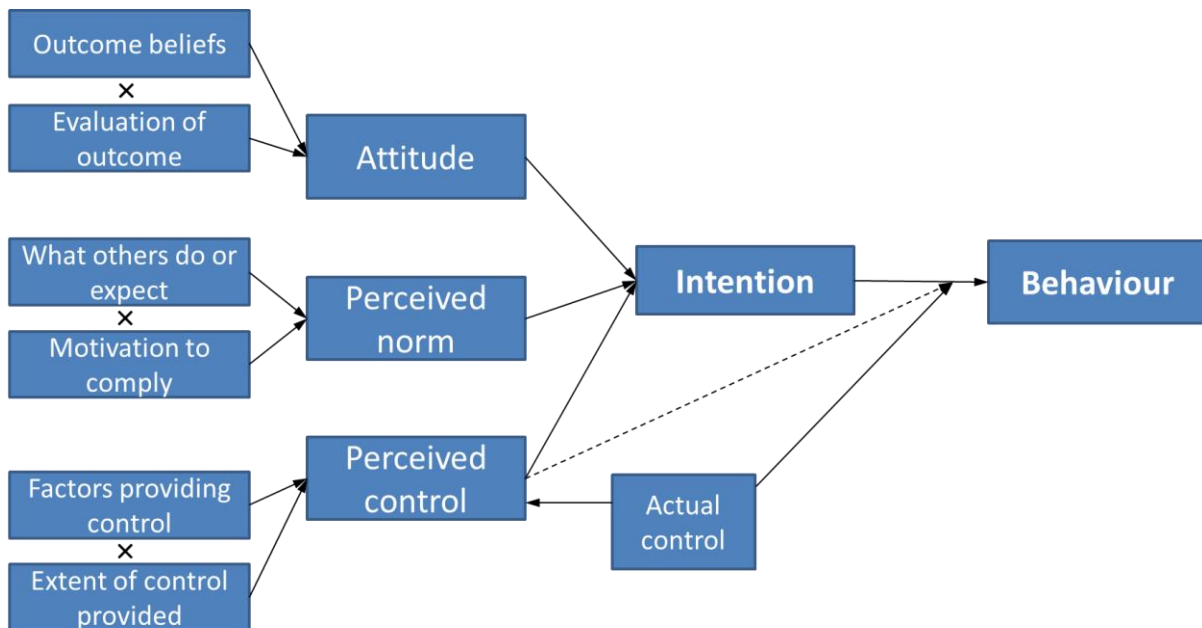 Outcome beliefs
×
Evaluation of
outcome
Attitude
What others do or
expect
×
Motivation to
comply
Perceived
norm
Intention
Behaviour
Factors providing
control
×
Extent of control
provided
Perceived
control
Actual
control